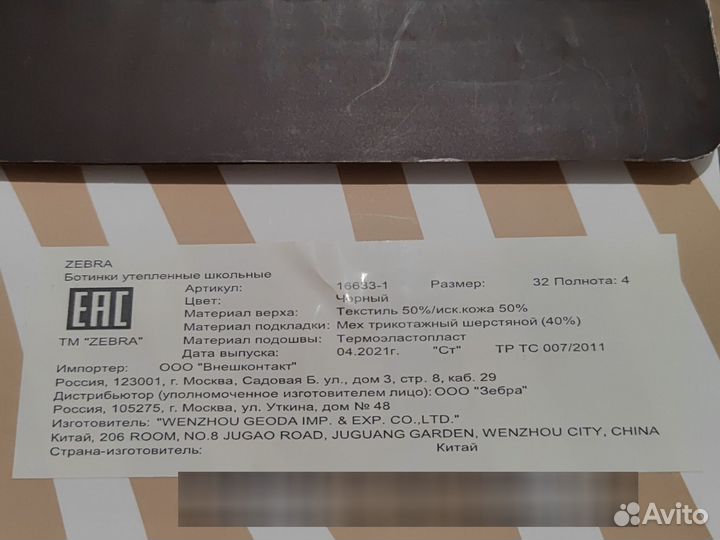 ZEBRA
Ботинки утепленные школьные
Артикул: 16633-1 Размер: 32 Полнота: 4
Цвет: Чёрный
Материал верха: Текстиль 50%/иск.кожа 50%
Материал подкладки: Мех трикотажный шерстяной (40%)
Материал подошвы: Термоэластопласт
Дата выпуска: 04.2021г. "Ст" ТР ТС 007/2011
EAC
ТМ "ZEBRA"
Импортер: ООО "Внешконтакт"
Россия, 123001, г. Москва, Садовая Б. ул., дом 3, стр. 8, каб. 29
Дистрибьютор (уполномоченное изготовителем лицо): ООО "Зебра"
Россия, 105275, г. Москва, ул. Уткина, дом № 48
Изготовитель: "WENZHOU GEODA IMP. & EXP. CO.,LTD."
Китай, 206 ROOM, NO.8 JUGAO ROAD, JUGUANG GARDEN, WENZHOU CITY, CHINA
Страна-изготовитель: Китай
Avito